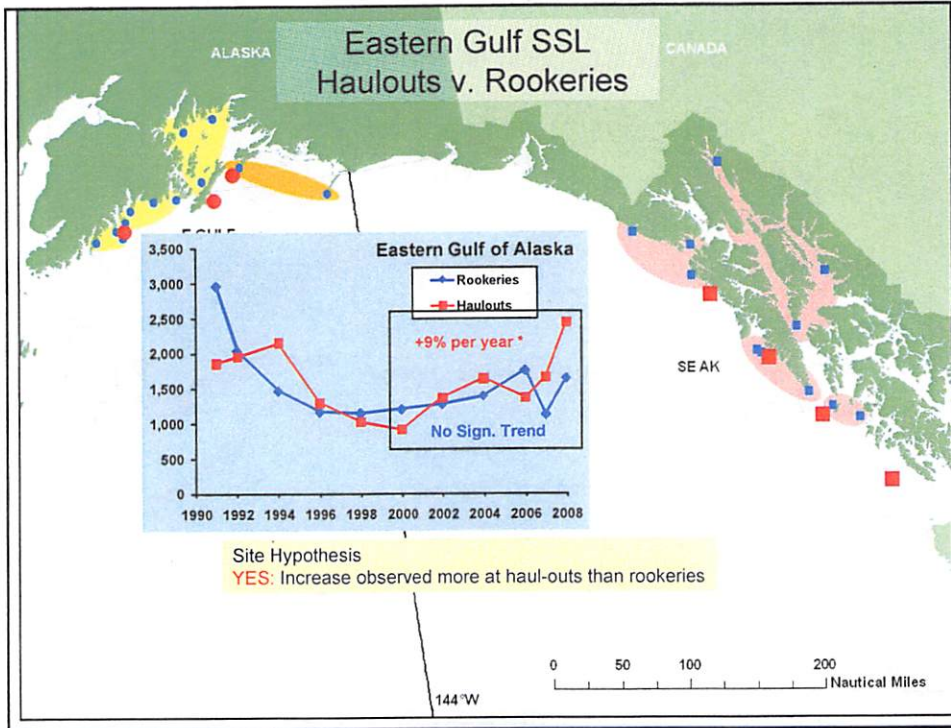 ALASKA
Eastern Gulf SSL
Haulouts v. Rookeries
CANADA
Eastern Gulf of Alaska
Rookeries
Haulouts
3,500
3,000
2,500
2,000
1,500
1,000
500
0
+9% per year *
No Sign. Trend
1990 1992 1994 1996 1998 2000 2002 2004 2006 2008
SE AK
Site Hypothesis
YES: Increase observed more at haul-outs than rookeries
0 50 100 200
Nautical Miles
144°W